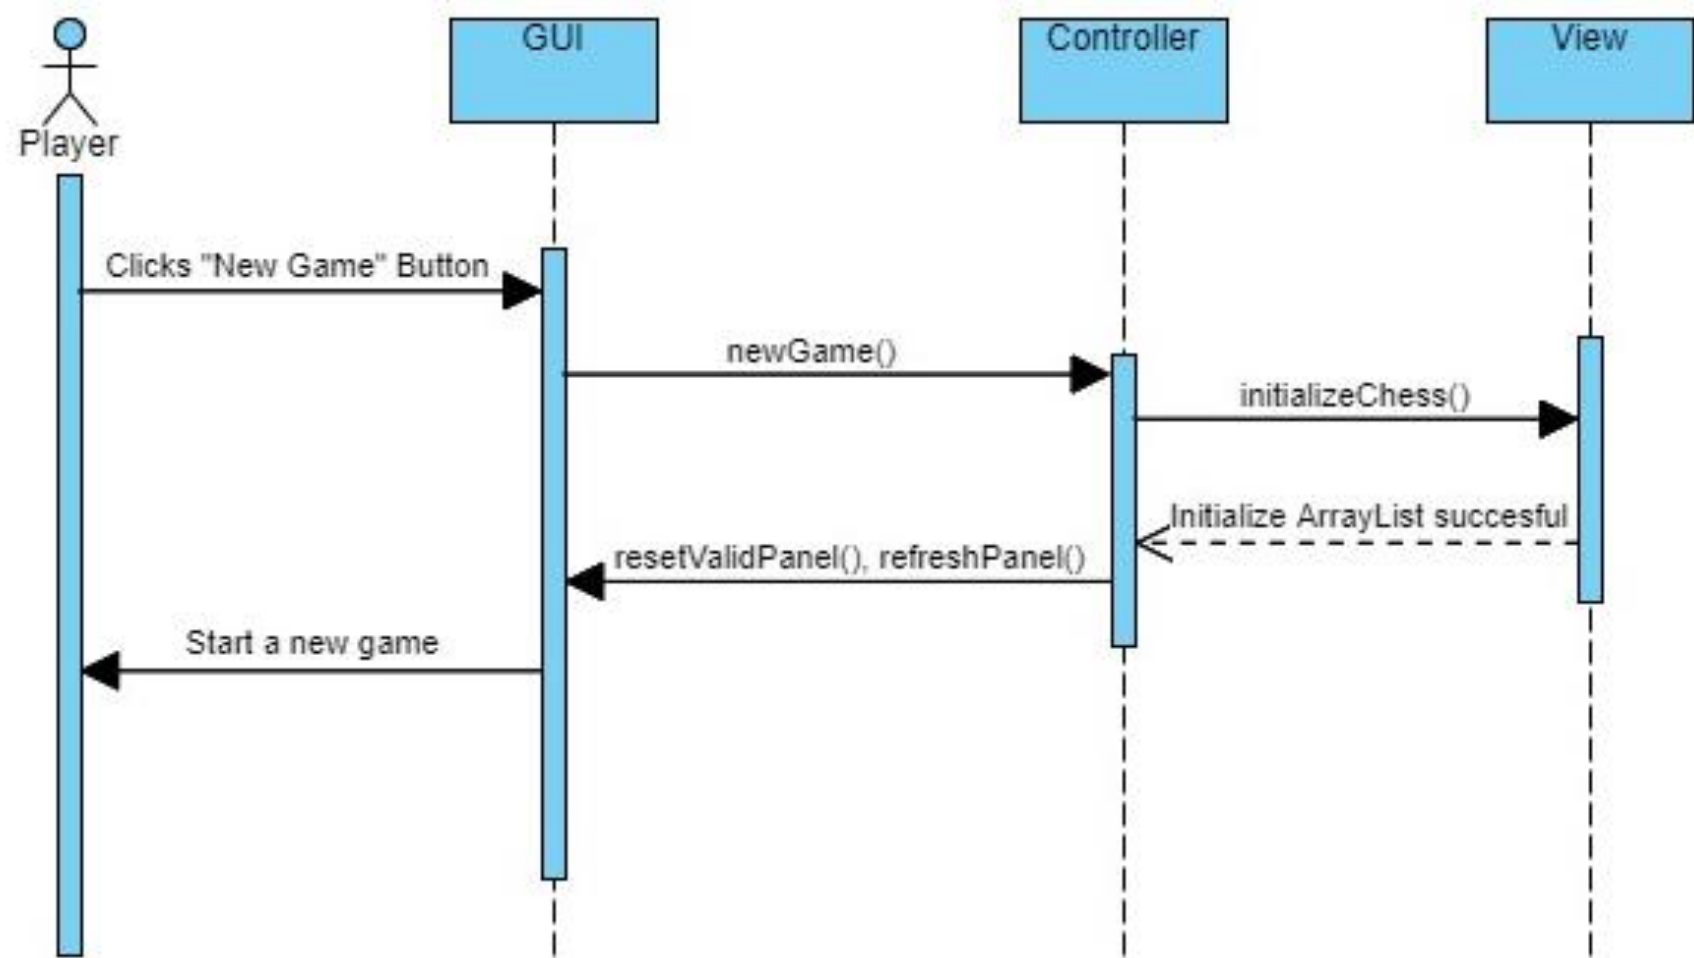 GUI
Controller
View
Player
Clicks "New Game" Button
newGame()
initializeChess()
Initialize ArrayList succesful
resetValidPanel(), refreshPanel()
Start a new game